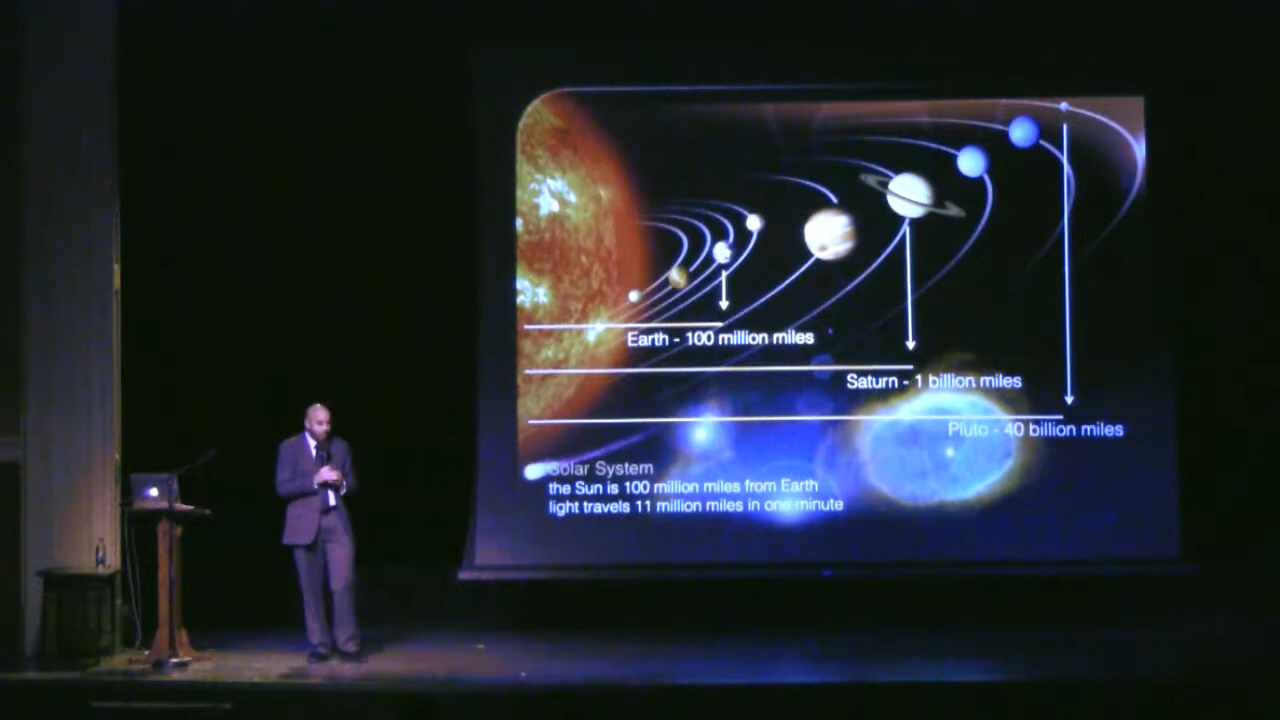 Earth - 100 million miles
Saturn - 1 billion miles
Pluto - 40 billion miles
Solar System
the Sun is 100 million miles from Earth
light travels 11 million miles in one minute